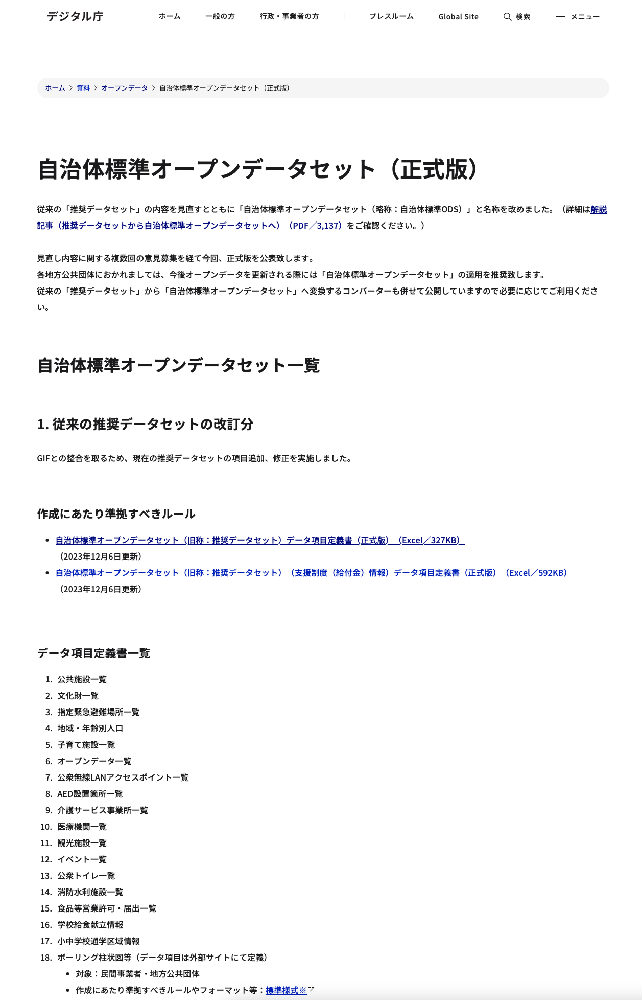 デジタル庁
ホーム 一般の方 行政・事業者の方 プレスルーム Global Site 検索 メニュー
ホーム 資料 オープンデータ 自治体標準オープンデータセット（正式版）
自治体標準オープンデータセット（正式版）
従来の「推奨データセット」の内容を見直すとともに「自治体標準オープンデータセット（略称：自治体標準ODS）」と名称を改めました。（詳細は解説
記事（推奨データセットから自治体標準オープンデータセットへ）（PDF／3,137）をご確認ください。）
見直し内容に関する複数回の意見募集を経て今回、正式版を公表致します。
各地方公共団体におかれましては、今後オープンデータを更新される際には「自治体標準オープンデータセット」の適用を推奨致します。
従来の「推奨データセット」から「自治体標準オープンデータセット」へ変換するコンバーターも併せて公開していますので必要に応じてご利用くださ
い。
自治体標準オープンデータセット一覧
1. 従来の推奨データセットの改訂分
GIFとの整合を取るため、現在の推奨データセットの項目追加、修正を実施しました。
作成にあたり準拠すべきルール
• 自治体標準オープンデータセット（旧称：推奨データセット）データ項目定義書（正式版）（Excel／327KB）
（2023年12月6日更新）
• 自治体標準オープンデータセット（旧称：推奨データセット）（支援制度（給付金）情報）データ項目定義書（正式版）（Excel／592KB）
（2023年12月6日更新）
データ項目定義書一覧
1. 公共施設一覧
2. 文化財一覧
3. 指定緊急避難場所一覧
4. 地域・年齢別人口
5. 子育て施設一覧
6. オープンデータ一覧
7. 公衆無線LANアクセスポイント一覧
8. AED設置箇所一覧
9. 介護サービス事業所一覧
10. 医療機関一覧
11. 観光施設一覧
12. イベント一覧
13. 公衆トイレ一覧
14. 消防水利施設一覧
15. 食品等営業許可・届出一覧
16. 学校給食献立情報
17. 小中学校通学区域情報
18. ボーリング柱状図等（データ項目は外部サイトにて定義）
• 対象：民間事業者・地方公共団体
• 作成にあたり準拠すべきルールやフォーマット等：標準様式※